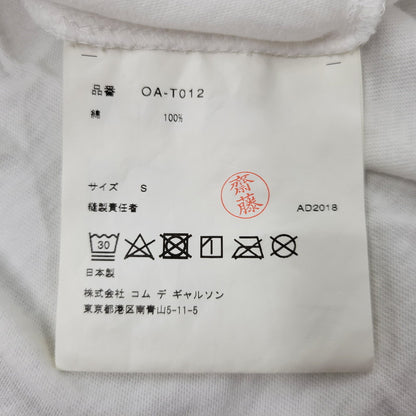 品番 OA-T012
綿 100%
サイズ S
縫製責任者 齋藤 AD2018
30
日本製
株式会社 コム デ ギャルソン
東京都港区南青山5-11-5